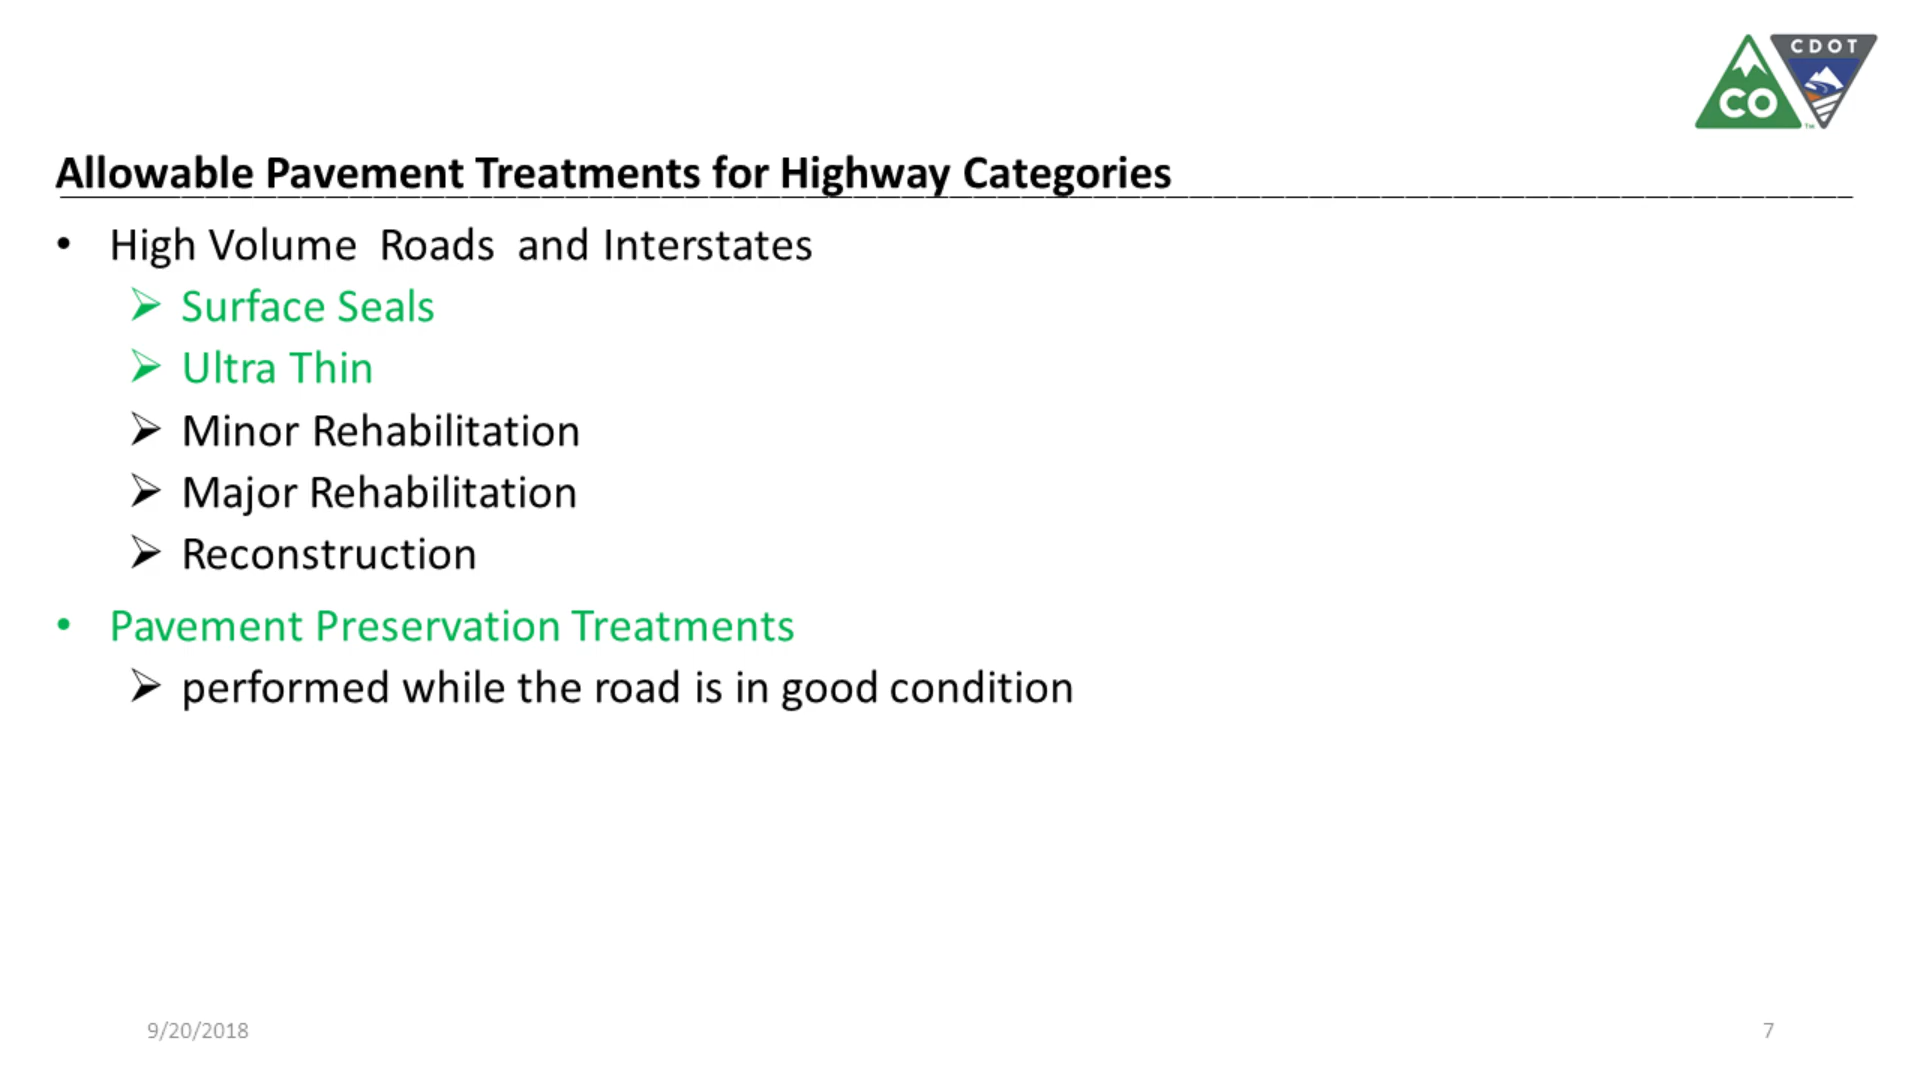 CDOT
CO
TM
Allowable Pavement Treatments for Highway Categories
• High Volume Roads and Interstates
➢ Surface Seals
➢ Ultra Thin
➢ Minor Rehabilitation
➢ Major Rehabilitation
➢ Reconstruction
• Pavement Preservation Treatments
➢ performed while the road is in good condition
9/20/2018
7